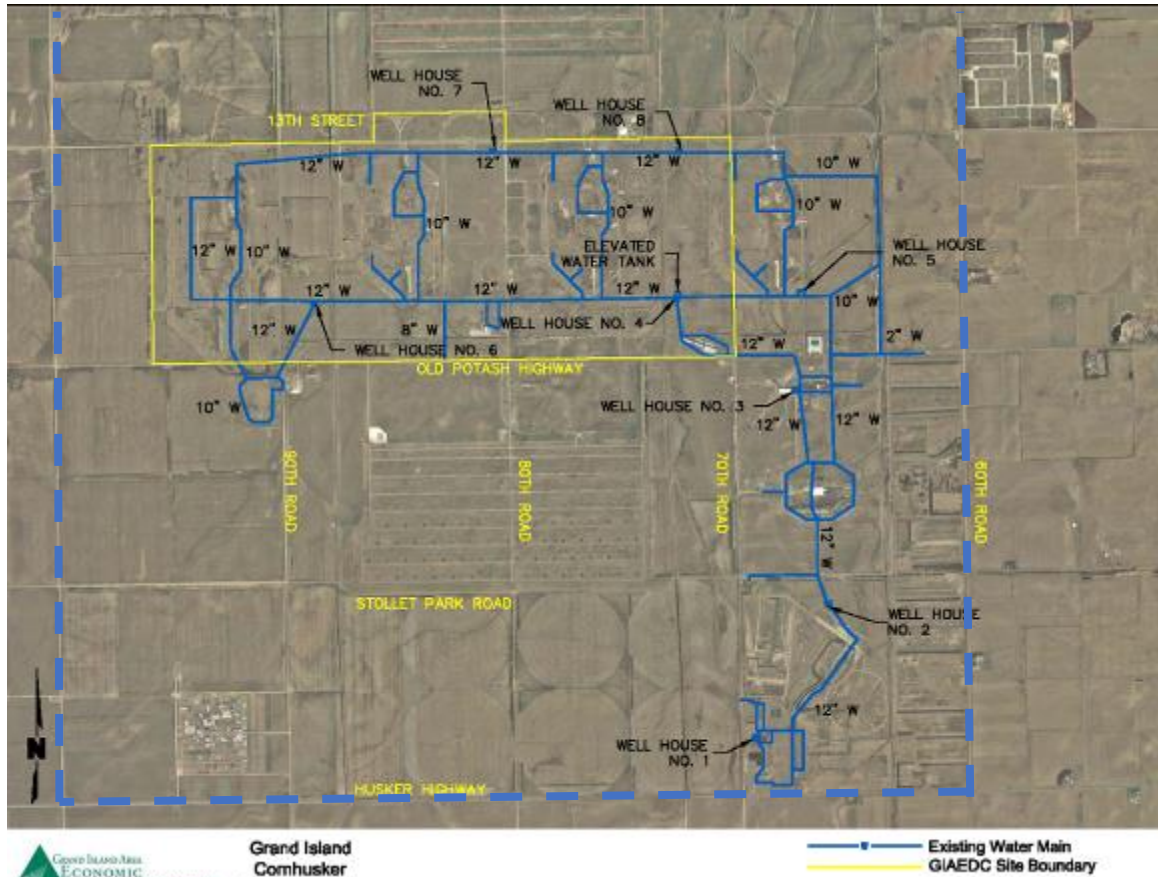 WELL HOUSE
NO. 7
WELL HOUSE
NO. 8
13TH STREET
12" W
12" W
12" W
10" W
10" W
10" W
10" W
12" W
10" W
ELEVATED
WATER TANK
WELL HOUSE
NO. 5
12" W
12" W
12" W
10" W
12" W
8" W
WELL HOUSE NO. 4
12" W
2" W
WELL HOUSE NO. 6
OLD POTASH HIGHWAY
10" W
WELL HOUSE NO. 3
12" W
12" W
90TH ROAD
80TH ROAD
70TH ROAD
60TH ROAD
12" W
STOLLET PARK ROAD
WELL HOUSE
NO. 2
12" W
WELL HOUSE
NO. 1
N
HUSKER HIGHWAY
GRAND ISLAND AREA
ECONOMIC
Grand Island
Cornhusker
Existing Water Main
GIAEDC Site Boundary